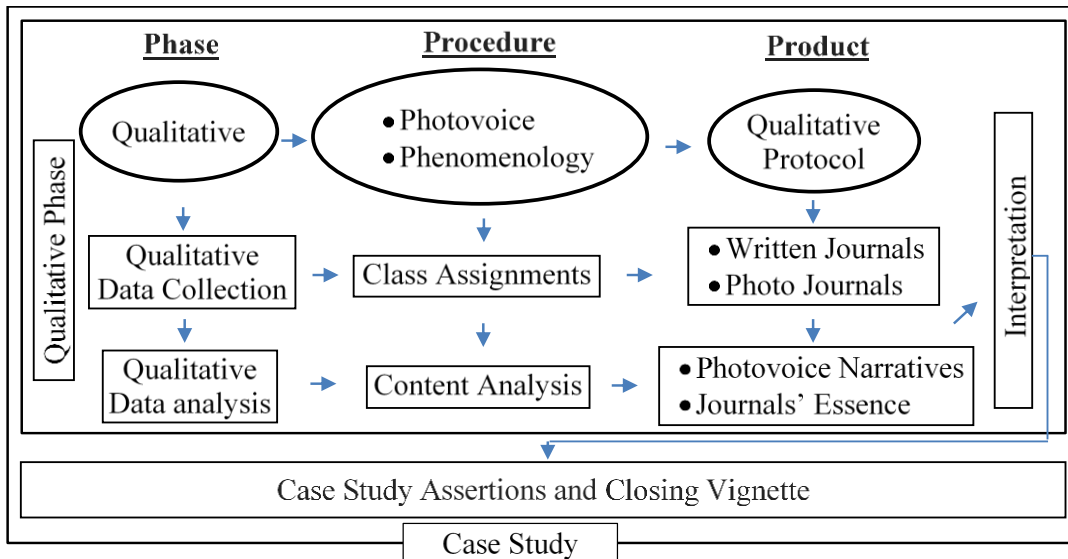 Phase
Procedure
Product
Qualitative
● Photovoice
● Phenomenology
Qualitative
Protocol
Qualitative Phase
Qualitative
Data Collection
Class Assignments
● Written Journals
● Photo Journals
Interpretation
Qualitative
Data analysis
Content Analysis
● Photovoice Narratives
● Journals’ Essence
Case Study Assertions and Closing Vignette
Case Study